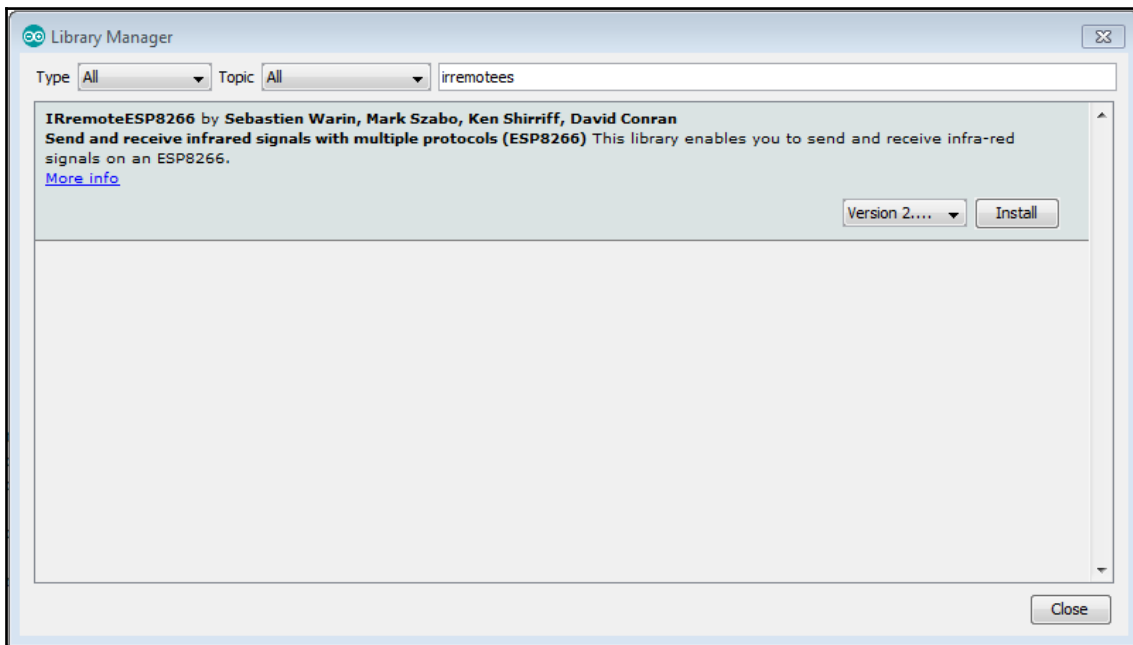 Library Manager
Type All Topic All irremotees
IRremoteESP8266 by Sebastien Warin, Mark Szabo, Ken Shirriff, David Conran
Send and receive infrared signals with multiple protocols (ESP8266) This library enables you to send and receive infra-red
signals on an ESP8266.
More info
Version 2.... Install
Close